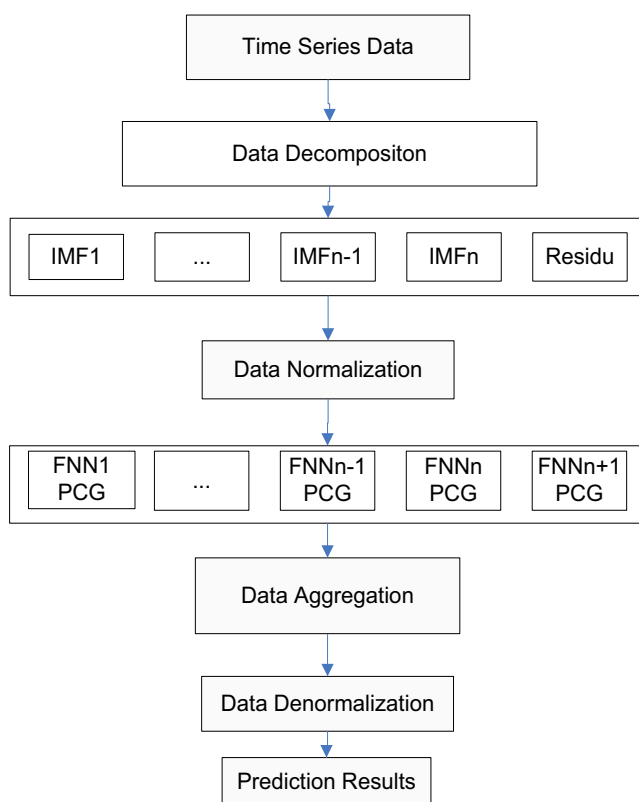 Time Series Data
Data Decompositon
IMF1 ... IMFn-1 IMFn Residu
Data Normalization
FNN1 ... FNNn-1 FNNn FNNn+1
PCG PCG PCG PCG
Data Aggregation
Data Denormalization
Prediction Results